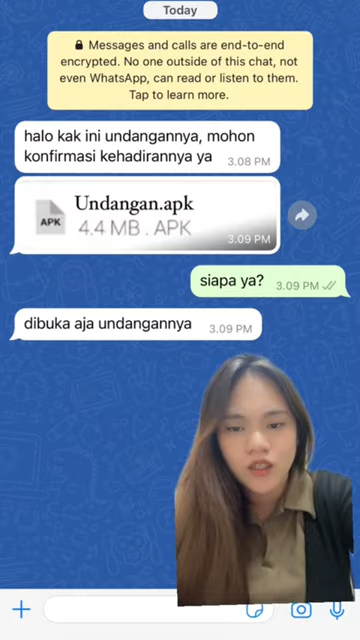 Today
Messages and calls are end-to-end
encrypted. No one outside of this chat, not
even WhatsApp, can read or listen to them.
Tap to learn more.
halo kak ini undangannya, mohon
konfirmasi kehadirannya ya 3.08 PM
APK
Undangan.apk
4.4 MB . APK
3.09 PM
siapa ya? 3.09 PM
dibuka aja undangannya 3.09 PM